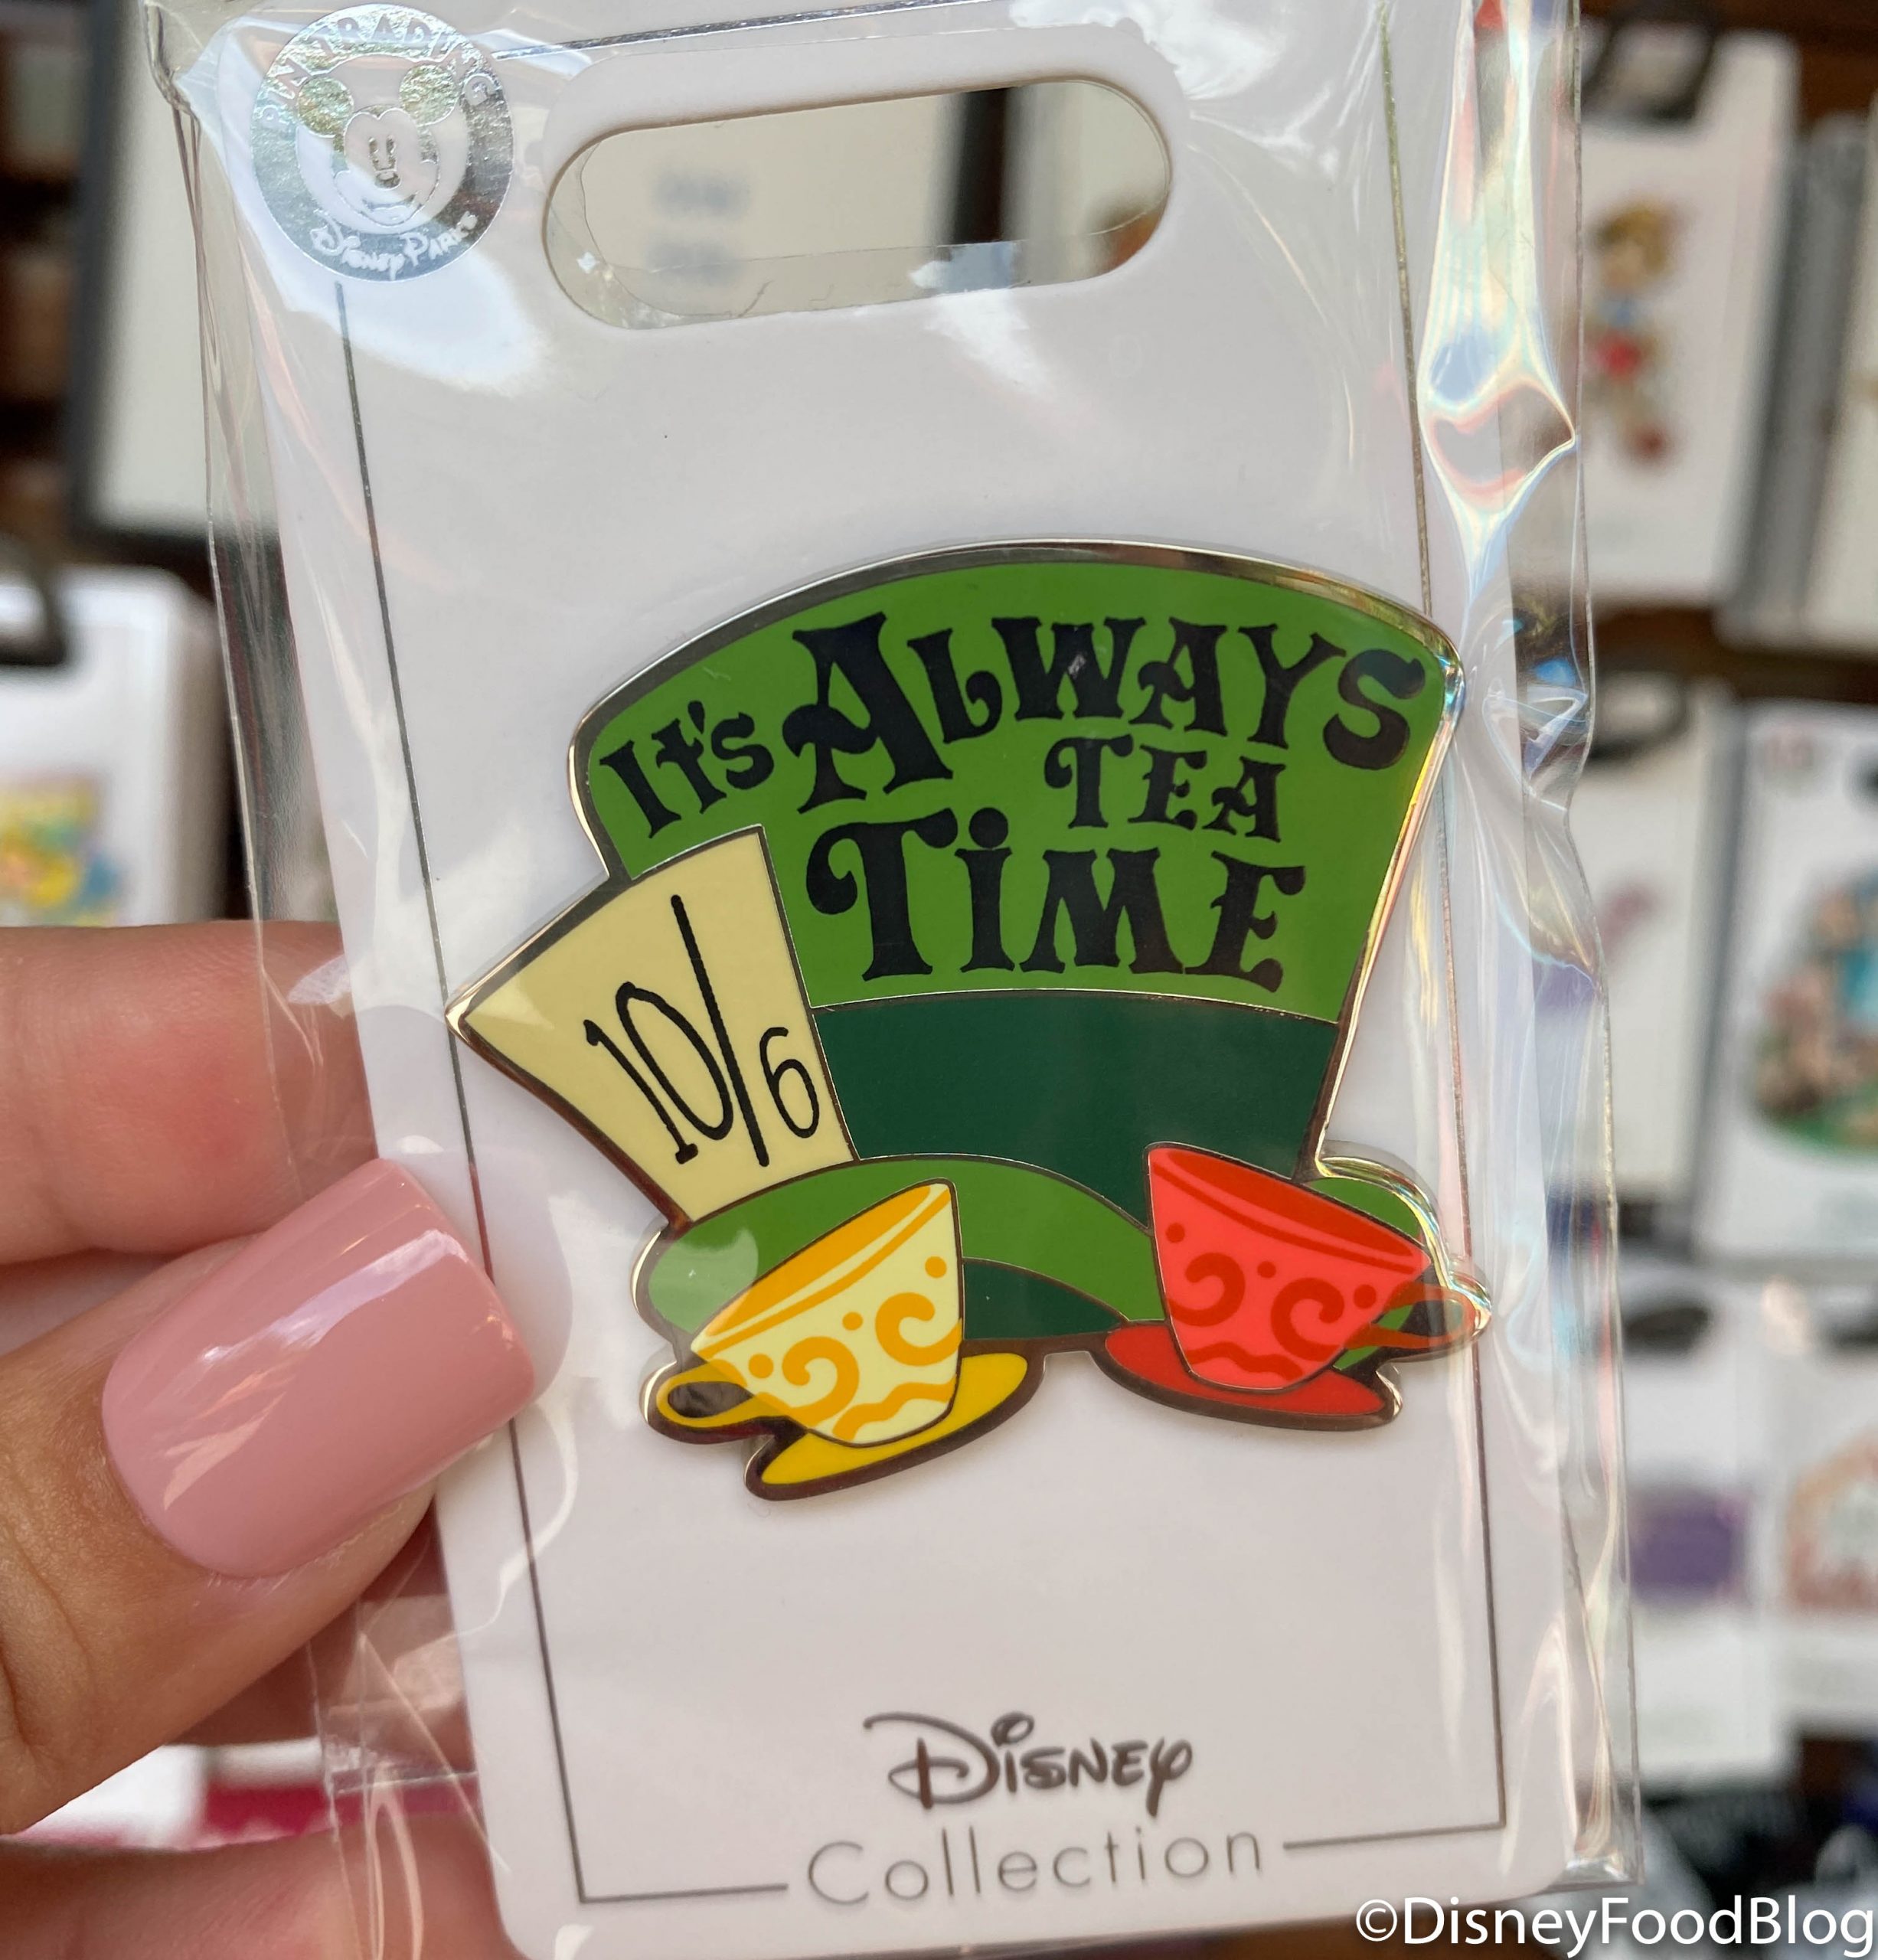 PIN TRADING
Disney Parks
It's ALWAYS
TEA
TiME
10/6
Disney
Collection
©DisneyFoodBlog